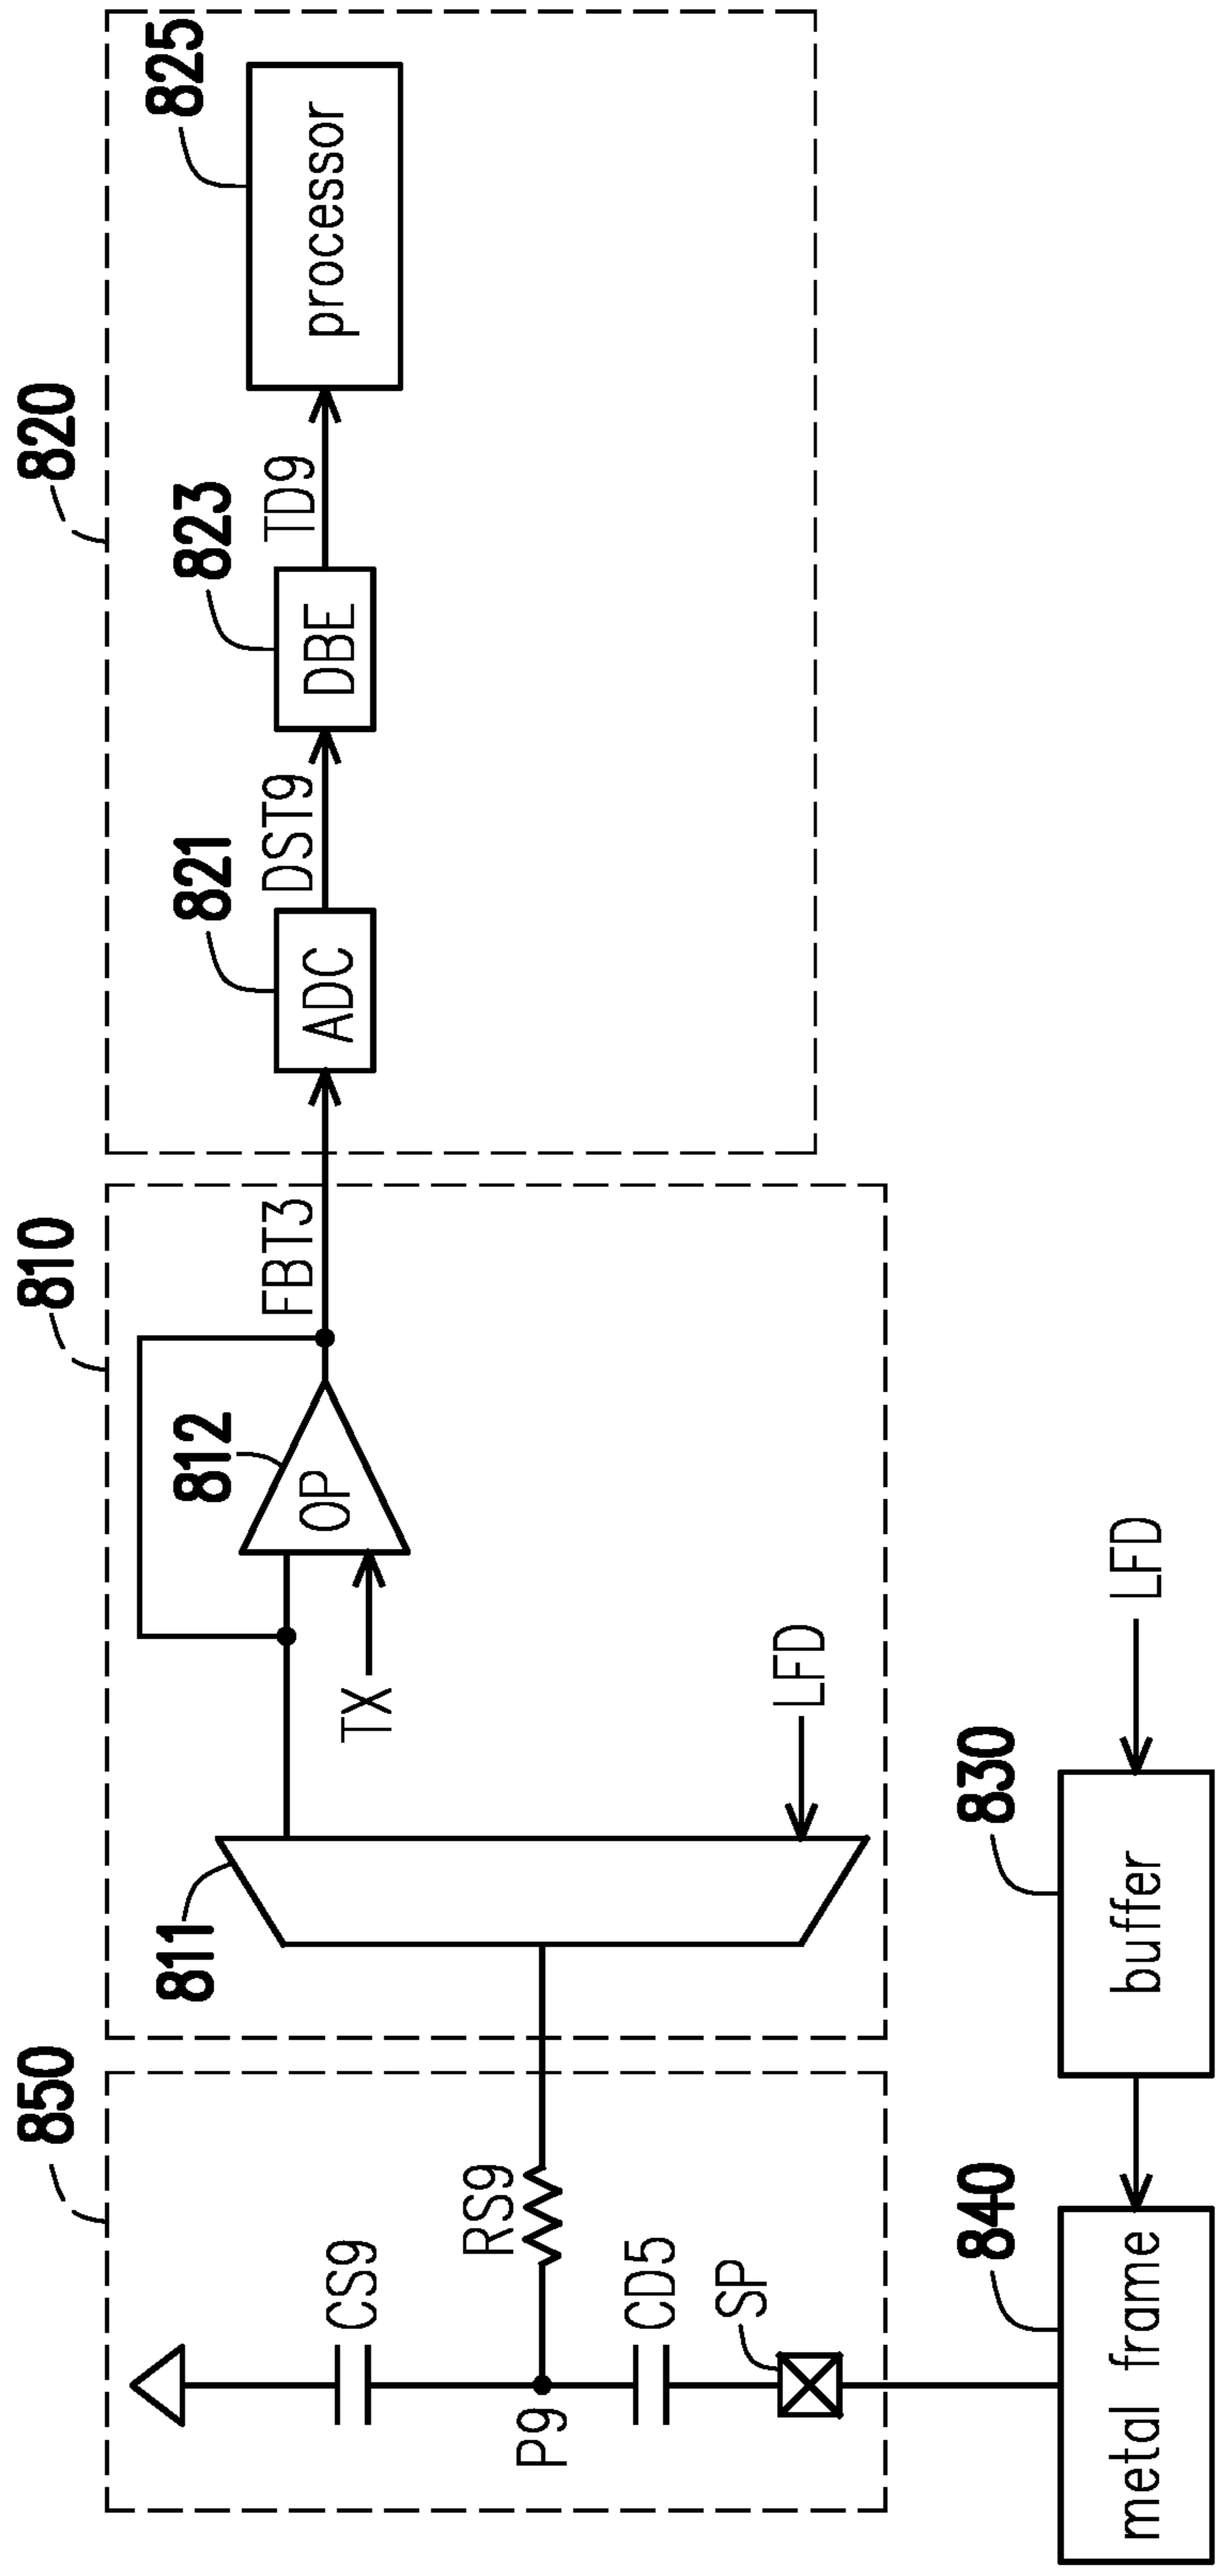 820
825
processor
TD9
823
DBE
DST9
821
ADC
810
FBT3
812
OP
TX
LFD
811
850
RS9
CS9
P9
CD5
SP
LFD
830
buffer
840
metal frame